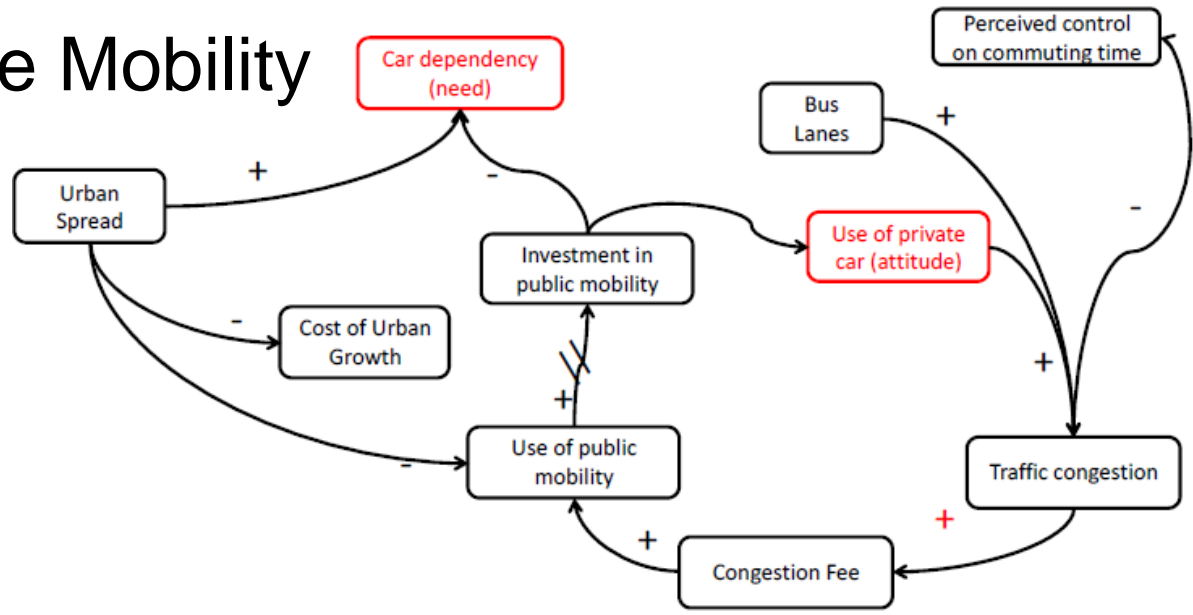 e Mobility
Car dependency
(need)
Perceived control
on commuting time
Bus
Lanes
+
+
-
-
Urban
Spread
Use of private
car (attitude)
Investment in
public mobility
-
Cost of Urban
Growth
+
//
+
Use of public
mobility
-
Traffic congestion
+
+
Congestion Fee